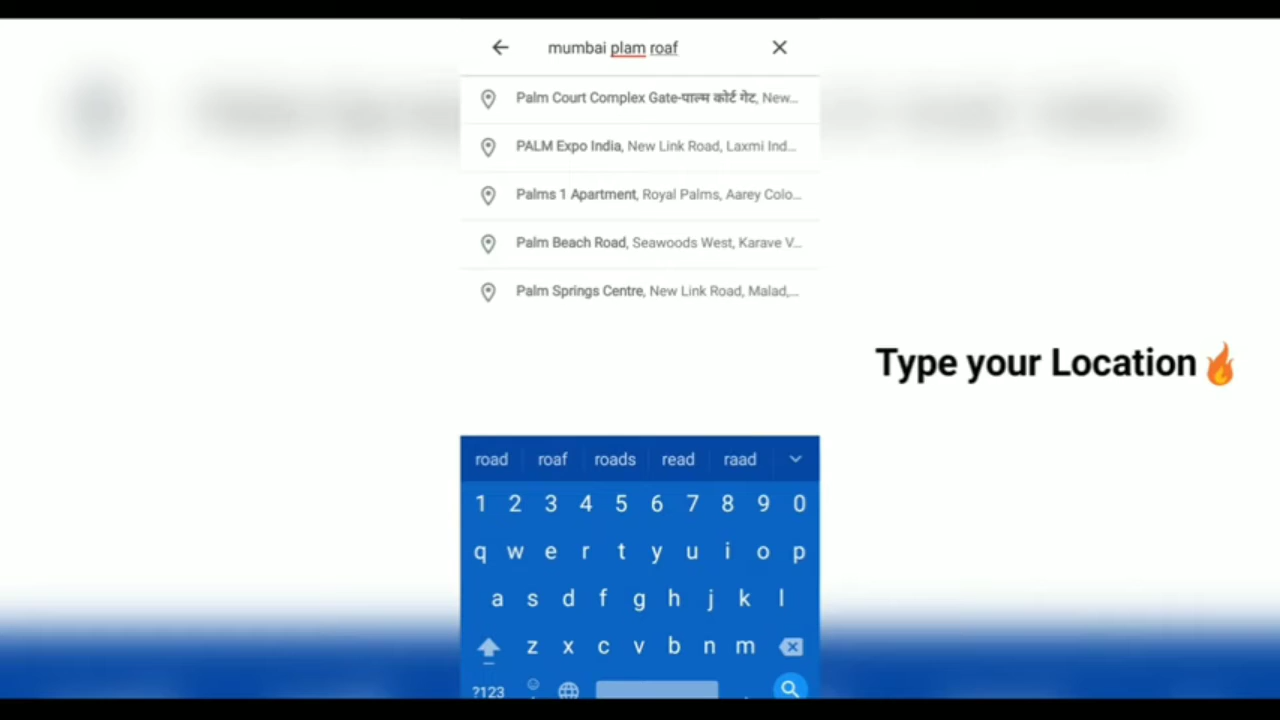 mumbai plam roaf
Palm Court Complex Gate-पाल्म कोर्ट गेट, New...
PALM Expo India, New Link Road, Laxmi Ind...
Palms 1 Apartment, Royal Palms, Aarey Colo...
Palm Beach Road, Seawoods West, Karave V...
Palm Springs Centre, New Link Road, Malad,...
Type your Location🔥
road roaf roads read raad
1 2 3 4 5 6 7 8 9 0
q w e r t y u i o p
a s d f g h j k l
z x c v b n m
?123